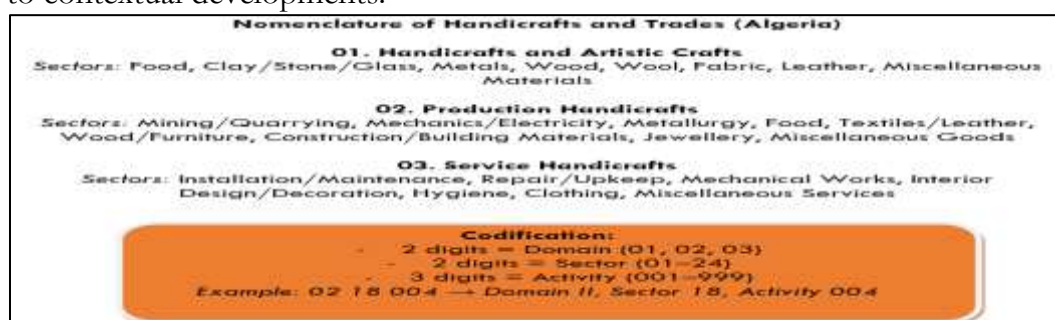 to contextual developments.
Nomenclature of Handicrafts and Trades (Algeria)
01. Handicrafts and Artistic Crafts
Sectors: Food, Clay/Stone/Glass, Metals, Wood, Wool, Fabric, Leather, Miscellaneous
Materials
02. Production Handicrafts
Sectors: Mining/Quarrying, Mechanics/Electricity, Metallurgy, Food, Textiles/Leather,
Wood/Furniture, Construction/Building Materials, Jewellery, Miscellaneous Goods
03. Service Handicrafts
Sectors: Installation/Maintenance, Repair/Upkeep, Mechanical Works, Interior
Design/Decoration, Hygiene, Clothing, Miscellaneous Services
Codification:
- 2 digits = Domain (01, 02, 03)
- 2 digits = Sector (01–24)
- 3 digits = Activity (001–999)
Example: 02 18 004 → Domain II, Sector 18, Activity 004